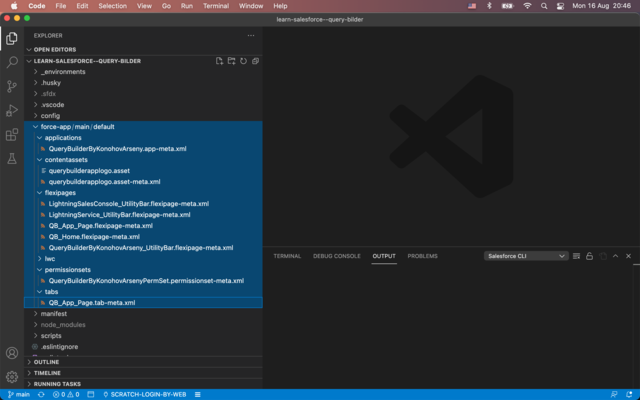 Code File Edit Selection View Go Run Terminal Window Help Mon 16 Aug 20:46
learn-salesforce--query-bilder
EXPLORER
OPEN EDITORS
LEARN-SALESFORCE--QUERY-BILDER
_environments
.husky
.sfdx
.vscode
config
force-app/main/default
applications
QueryBuilderByKonohovArseny.app-meta.xml
contentassets
querybuilderapplogo.asset
querybuilderapplogo.asset-meta.xml
flexipages
LightningSalesConsole_UtilityBar.flexipage-meta.xml
LightningService_UtilityBar.flexipage-meta.xml
QB_App_Page.flexipage-meta.xml
QB_Home.flexipage-meta.xml
QueryBuilderByKonohovArseny_UtilityBar.flexipage-meta.xml
lwc
permissionsets
QueryBuilderByKonohovArsenyPermSet.permissionset-meta.xml
tabs
QB_App_Page.tab-meta.xml
manifest
node_modules
scripts
.eslintignore
OUTLINE
TIMELINE
RUNNING TASKS
TERMINAL DEBUG CONSOLE OUTPUT PROBLEMS Salesforce CLI
main 0 0 SCRATCH-LOGIN-BY-WEB